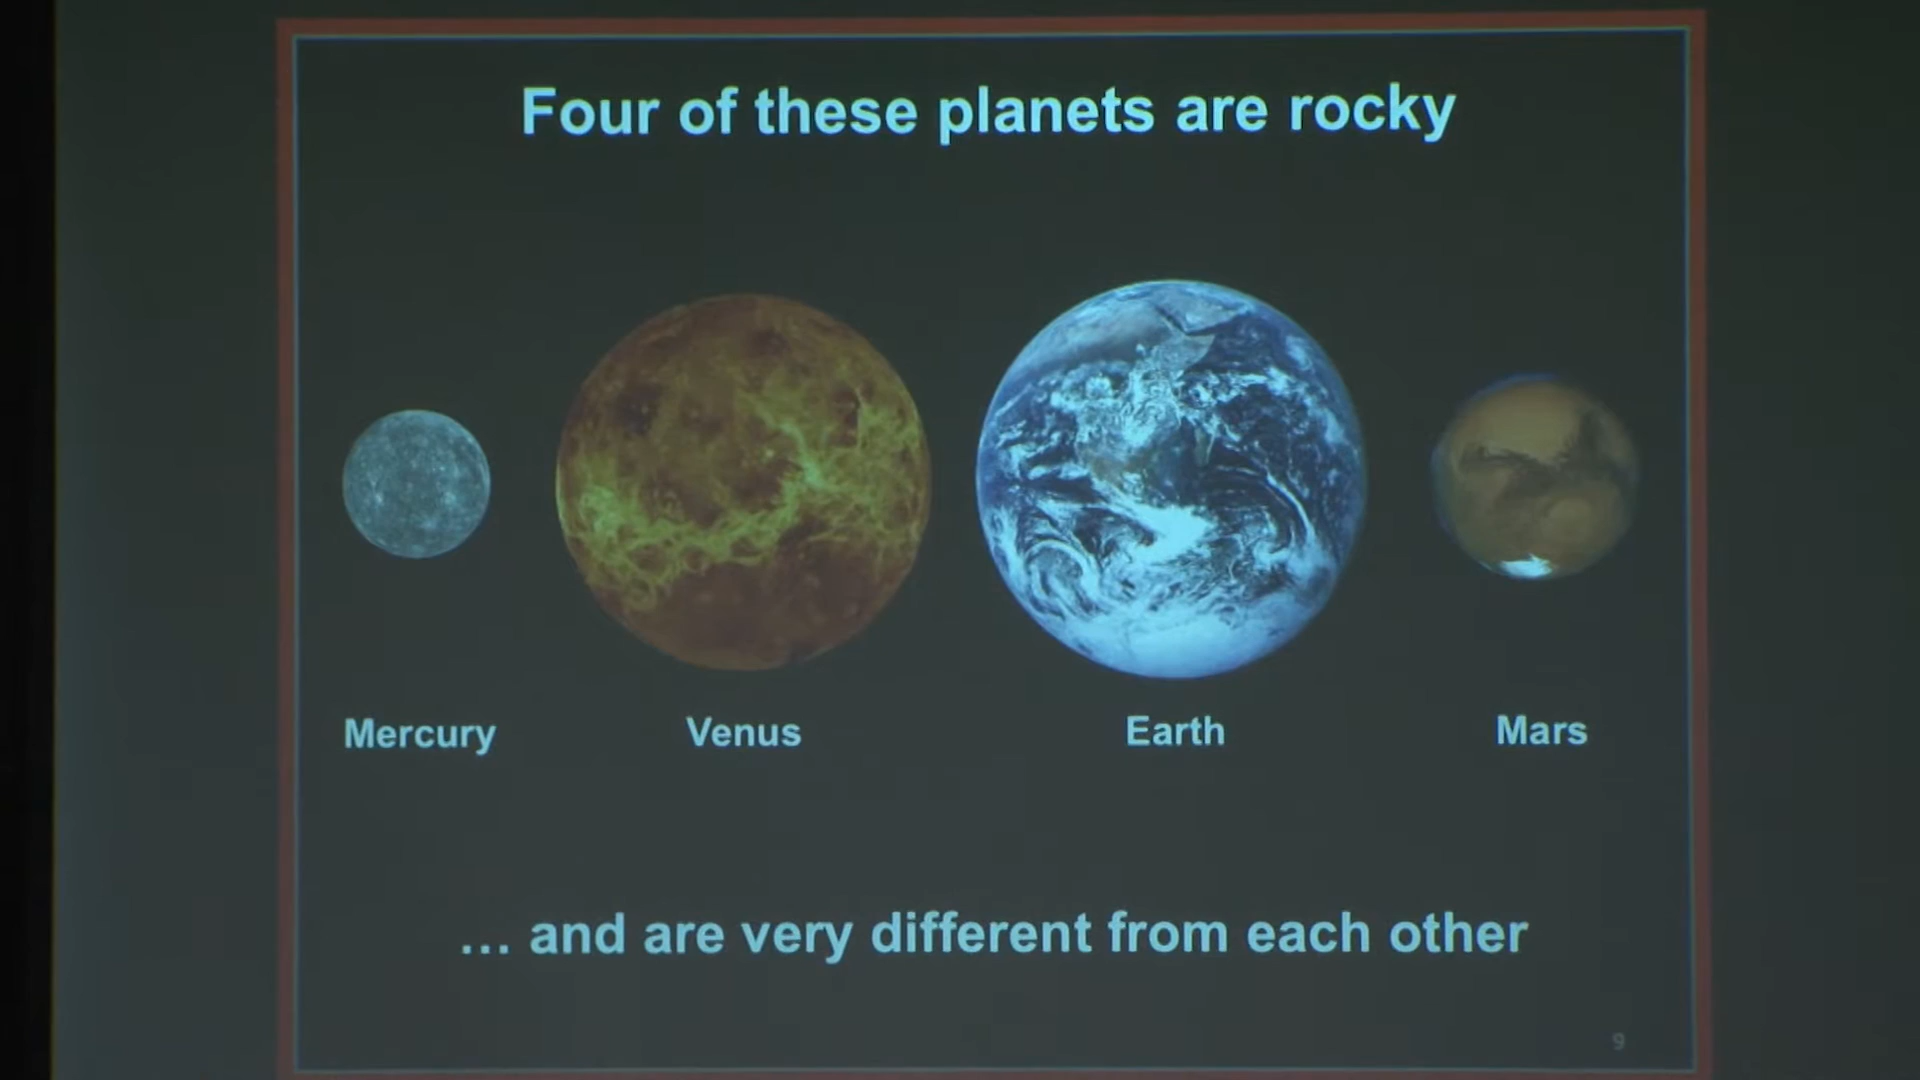 Four of these planets are rocky
Mercury Venus Earth Mars
... and are very different from each other
9